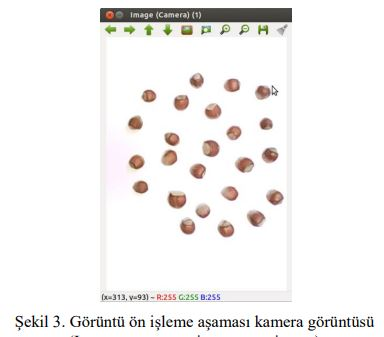 Image (Camera) (1)
(x=313, y=93) ~ R:255 G:255 B:255
Şekil 3. Görüntü ön işleme aşaması kamera görüntüsü